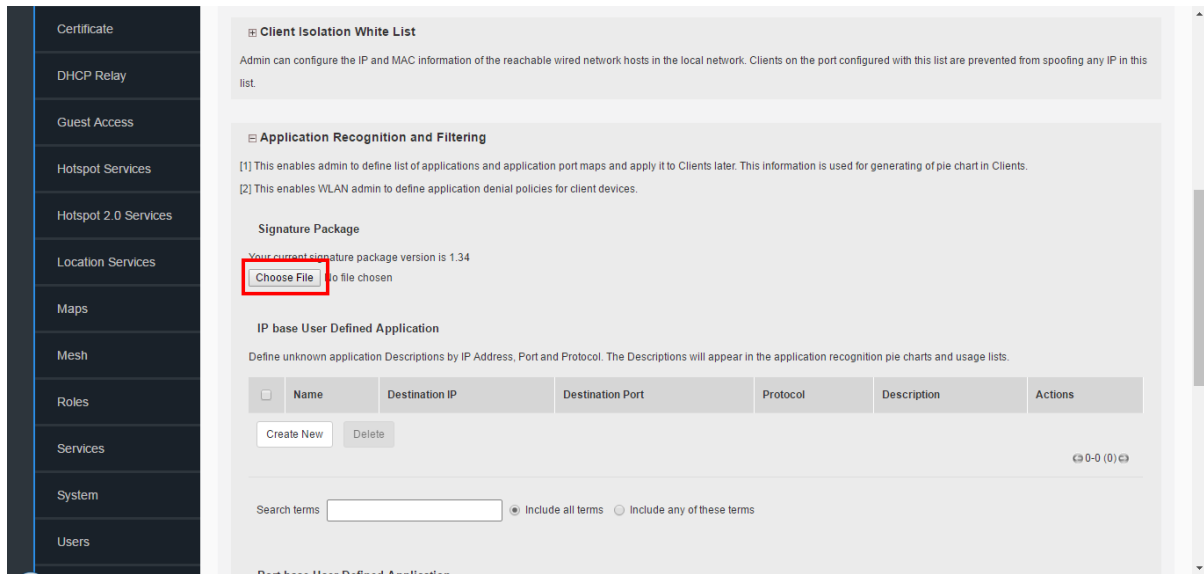 Certificate
DHCP Relay
Guest Access
Hotspot Services
Hotspot 2.0 Services
Location Services
Maps
Mesh
Roles
Services
System
Users
Client Isolation White List
Admin can configure the IP and MAC information of the reachable wired network hosts in the local network. Clients on the port configured with this list are prevented from spoofing any IP in this
list.
Application Recognition and Filtering
[1] This enables admin to define list of applications and application port maps and apply it to Clients later. This information is used for generating of pie chart in Clients.
[2] This enables WLAN admin to define application denial policies for client devices.
Signature Package
Your current signature package version is 1.34
Choose File No file chosen
IP base User Defined Application
Define unknown application Descriptions by IP Address, Port and Protocol. The Descriptions will appear in the application recognition pie charts and usage lists.
Name Destination IP Destination Port Protocol Description Actions
Create New Delete
0-0 (0)
Search terms Include all terms Include any of these terms
Port base User Defined Application